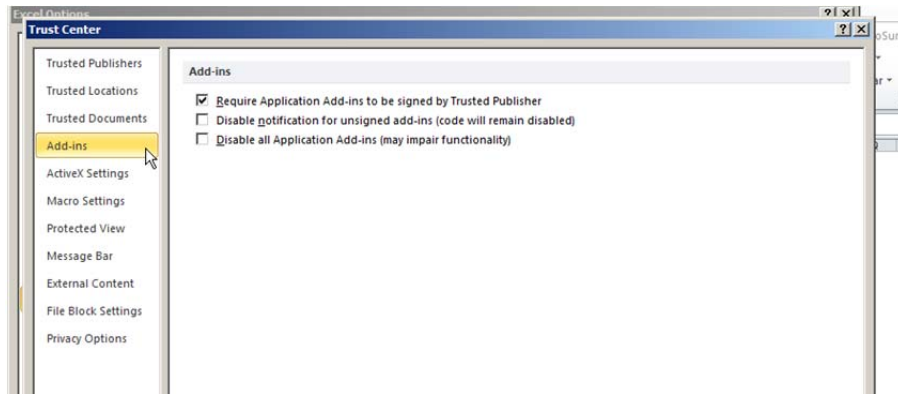 Excel Options
Trust Center
Trusted Publishers
Trusted Locations
Trusted Documents
Add-ins
ActiveX Settings
Macro Settings
Protected View
Message Bar
External Content
File Block Settings
Privacy Options
Add-ins
Require Application Add-ins to be signed by Trusted Publisher
Disable notification for unsigned add-ins (code will remain disabled)
Disable all Application Add-ins (may impair functionality)